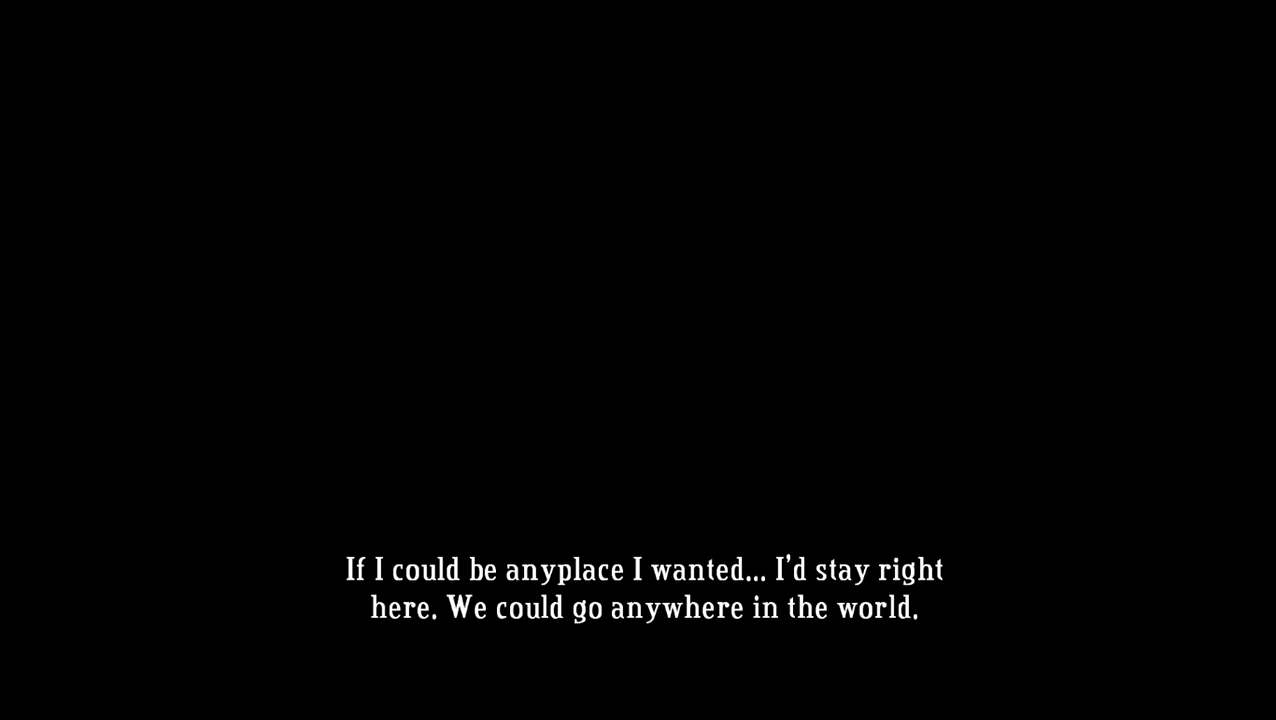 If I could be anyplace I wanted... I'd stay right
here. We could go anywhere in the world.